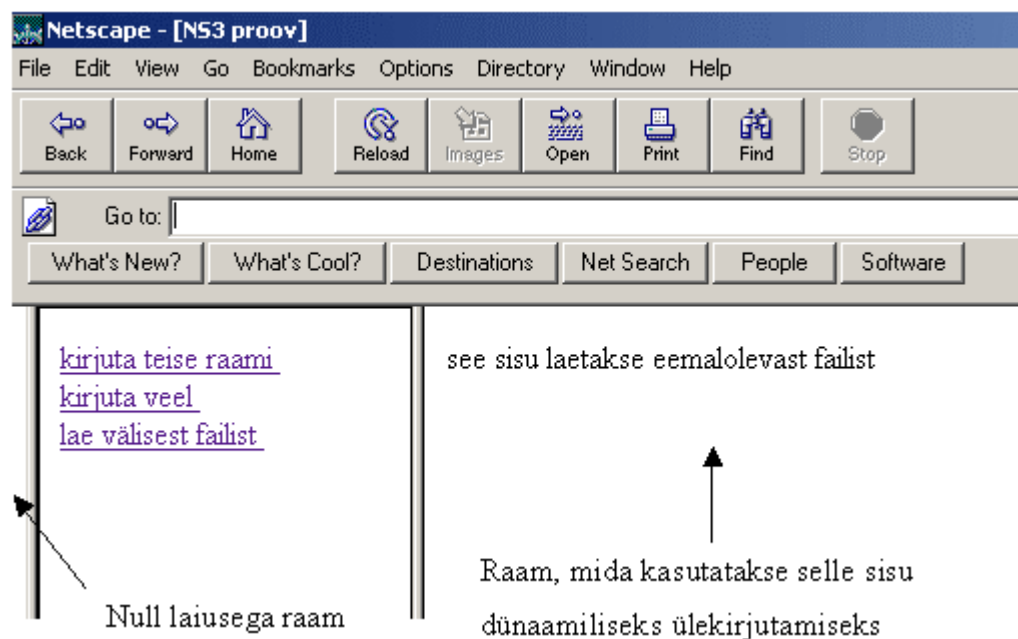 Netscape - [NS3 proov]
File Edit View Go Bookmarks Options Directory Window Help
Back Forward Home Reload Images Open Print Find Stop
Go to:
What's New? What's Cool? Destinations Net Search People Software
kirjuta teise raami
kirjuta veel
lae välisest failist
see sisu laetakse eemalolevast failist
Null laiusega raam
Raam, mida kasutatakse selle sisu
dünaamiliseks ülekirjutamiseks